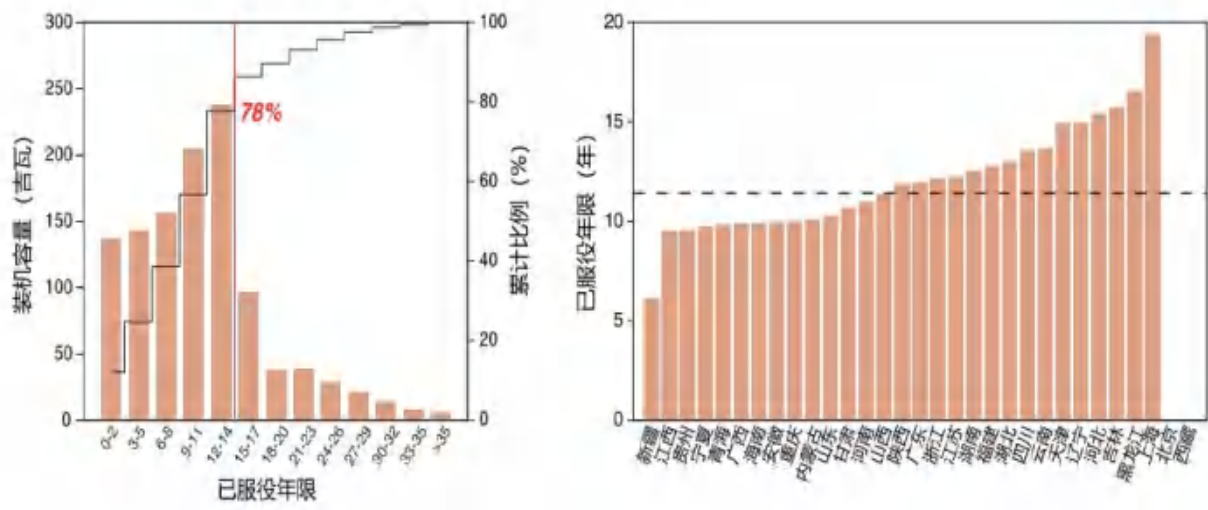 300
250
200
150
100
50
0
装机容量（吉瓦）
100
80
60
40
20
0
累计比例（%）
78%
0-2
3-5
6-8
9-11
12-14
15-17
18-20
21-23
24-26
27-29
30-32
33-35
>35
已服役年限
20
15
10
5
0
已服役年限（年）
新疆
江西
贵州
宁夏
青海
广西
海南
安徽
重庆
内蒙古
山东
甘肃
河南
山西
陕西
广东
浙江
江苏
湖南
福建
湖北
四川
云南
天津
辽宁
河北
吉林
黑龙江
上海
北京
西藏